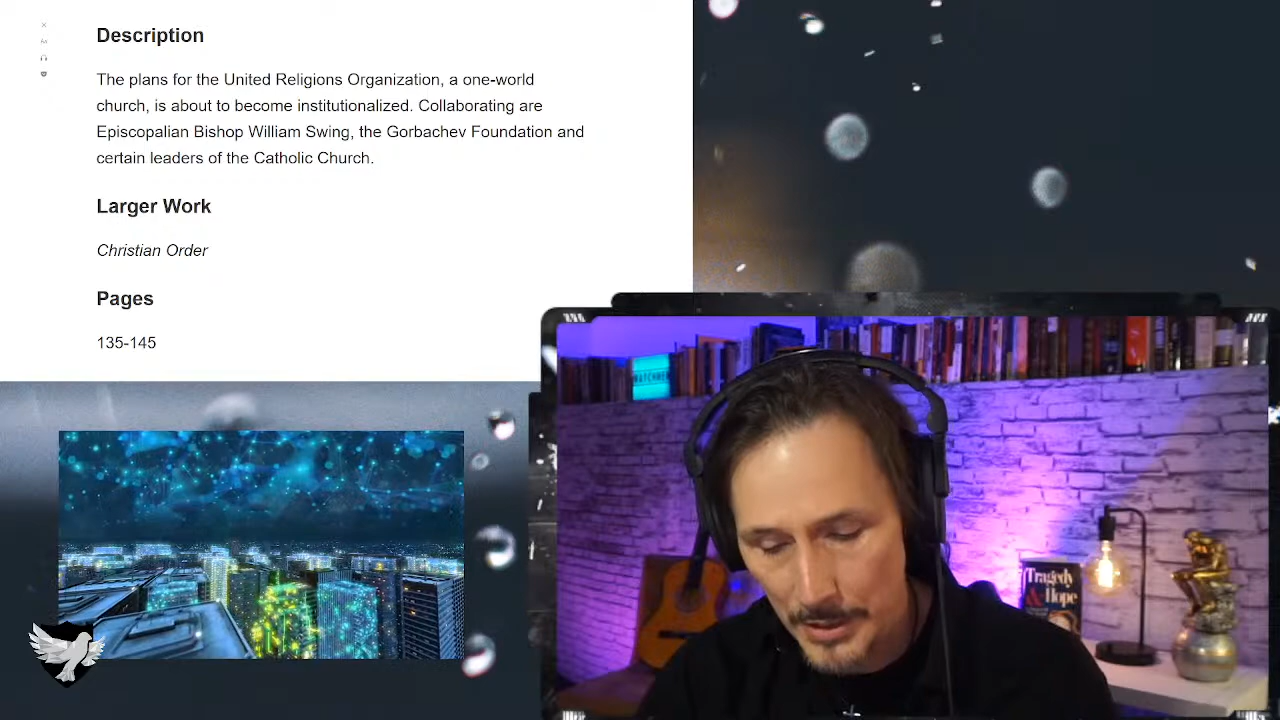 Description
The plans for the United Religions Organization, a one-world
church, is about to become institutionalized. Collaborating are
Episcopalian Bishop William Swing, the Gorbachev Foundation and
certain leaders of the Catholic Church.
Larger Work
Christian Order
Pages
135-145
Tragedy
& Hope